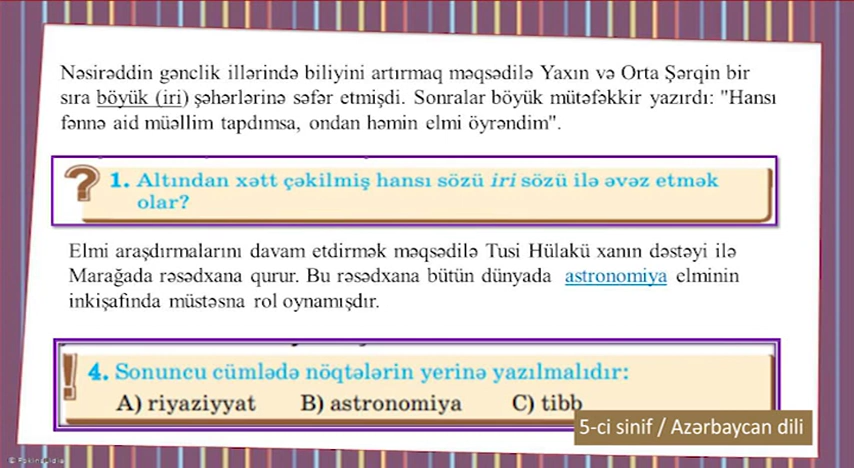 Nəsirəddin gənclik illərində biliyini artırmaq məqsədilə Yaxın və Orta Şərqin bir
sıra böyük (iri) şəhərlərinə səfər etmişdi. Sonralar böyük mütəfəkkir yazırdı: "Hansı
fənnə aid müəllim tapdımsa, ondan həmin elmi öyrəndim".
? 1. Altından xətt çəkilmiş hansı sözü iri sözü ilə əvəz etmək
olar?
Elmi araşdırmalarını davam etdirmək məqsədilə Tusi Hülakü xanın dəstəyi ilə
Marağada rəsədxana qurur. Bu rəsədxana bütün dünyada astronomiya elminin
inkişafında müstəsna rol oynamışdır.
! 4. Sonuncu cümlədə nöqtələrin yerinə yazılmalıdır:
A) riyaziyyat B) astronomiya C) tibb
5-ci sinif / Azərbaycan dili